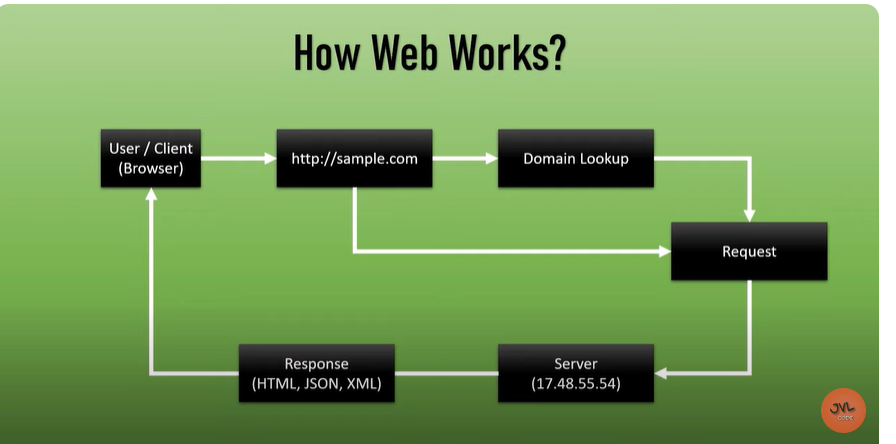 How Web Works?
User / Client
(Browser)
http://sample.com
Domain Lookup
Request
Response
(HTML, JSON, XML)
Server
(17.48.55.54)
JVL
CODE